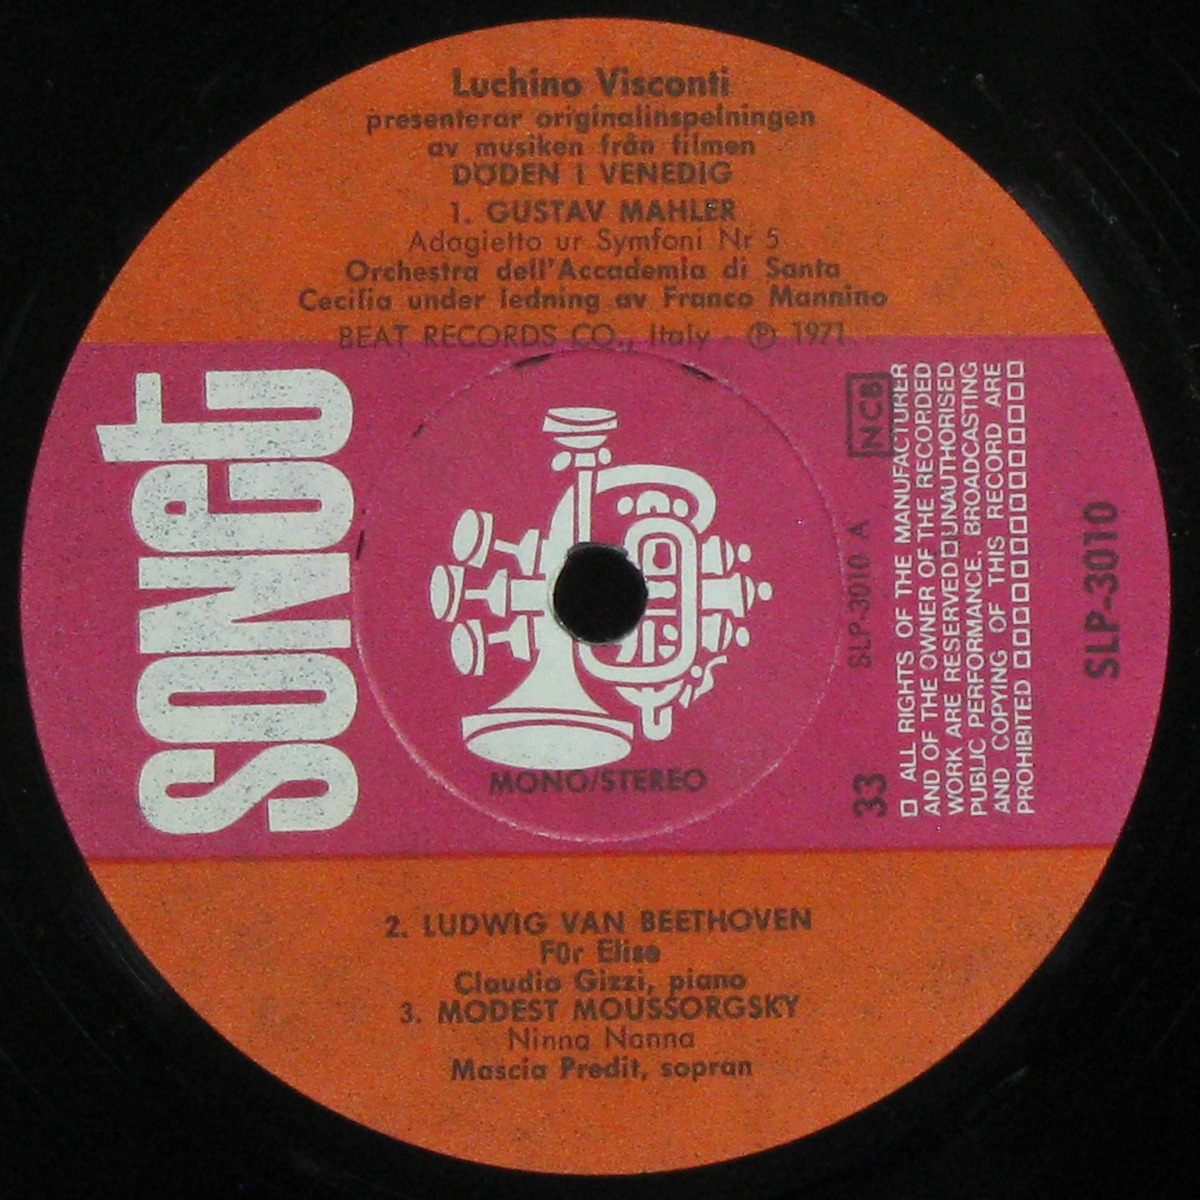 Luchino Visconti
presenterar originalinspelningen
av musiken från filmen
DÖDEN I VENEDIG
1. GUSTAV MAHLER
Adagietto ur Symfoni Nr 5
Orchestra dell'Accademia di Santa
Cecilia under ledning av Franco Mannino
BEAT RECORDS CO., Italy - Ⓟ 1971
SONET
MONO/STEREO
NCB
SLP-3010 A
33
□ ALL RIGHTS OF THE MANUFACTURER
AND OF THE OWNER OF THE RECORDED
WORK ARE RESERVED□UNAUTHORISED
PUBLIC PERFORMANCE, BROADCASTING
AND COPYING OF THIS RECORD ARE
PROHIBITED □□□□□□□□□□□□□□
SLP-3010
2. LUDWIG VAN BEETHOVEN
Für Elise
Claudio Gizzi, piano
3. MODEST MOUSSORGSKY
Ninna Nanna
Mascia Predit, sopran